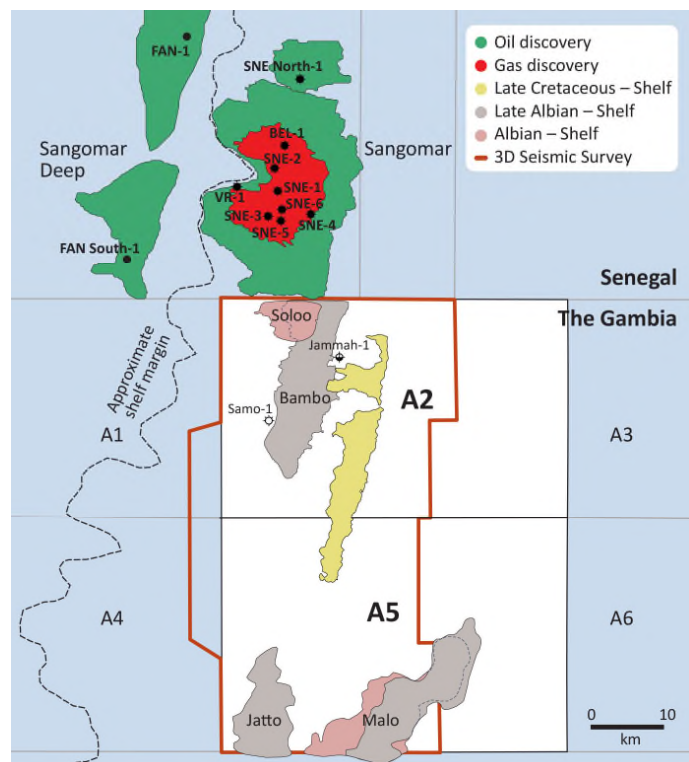 FAN-1
SNE North-1
Oil discovery
Gas discovery
Late Cretaceous – Shelf
Late Albian – Shelf
Albian – Shelf
3D Seismic Survey
BEL-1
Sangomar
Deep
SNE-2
Sangomar
VR-1
SNE-1
SNE-6
SNE-3
SNE-4
SNE-5
FAN South-1
Senegal
The Gambia
Approximate
shelf margin
Soloo
Jammah-1
Bambo
Samo-1
A2
A1
A3
A5
A4
A6
Jatto
Malo
0
10
km